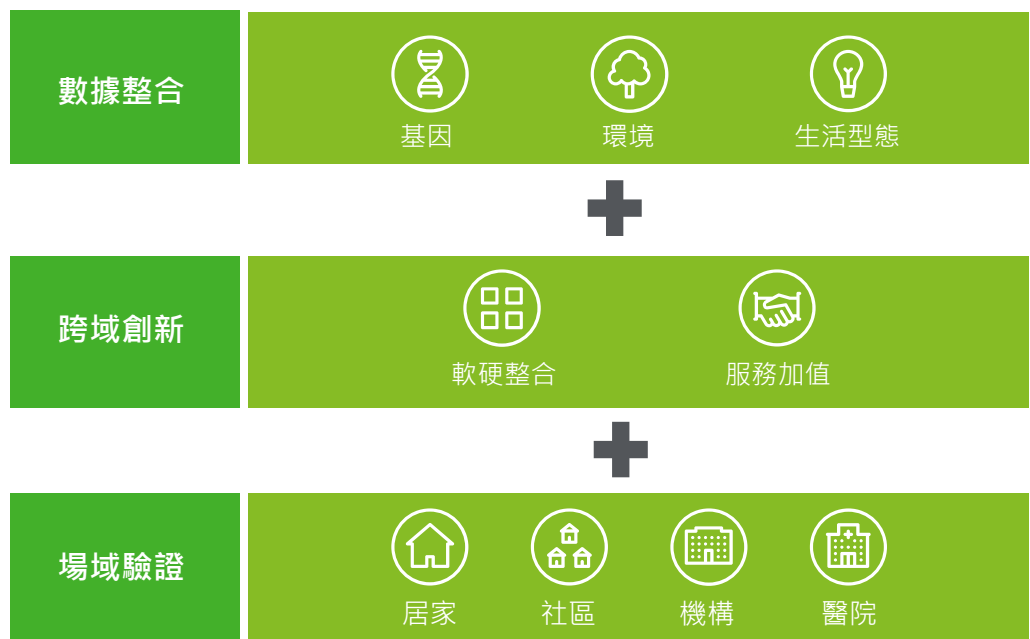 數據整合
基因
環境
生活型態
跨域創新
軟硬整合
服務加值
場域驗證
居家
社區
機構
醫院